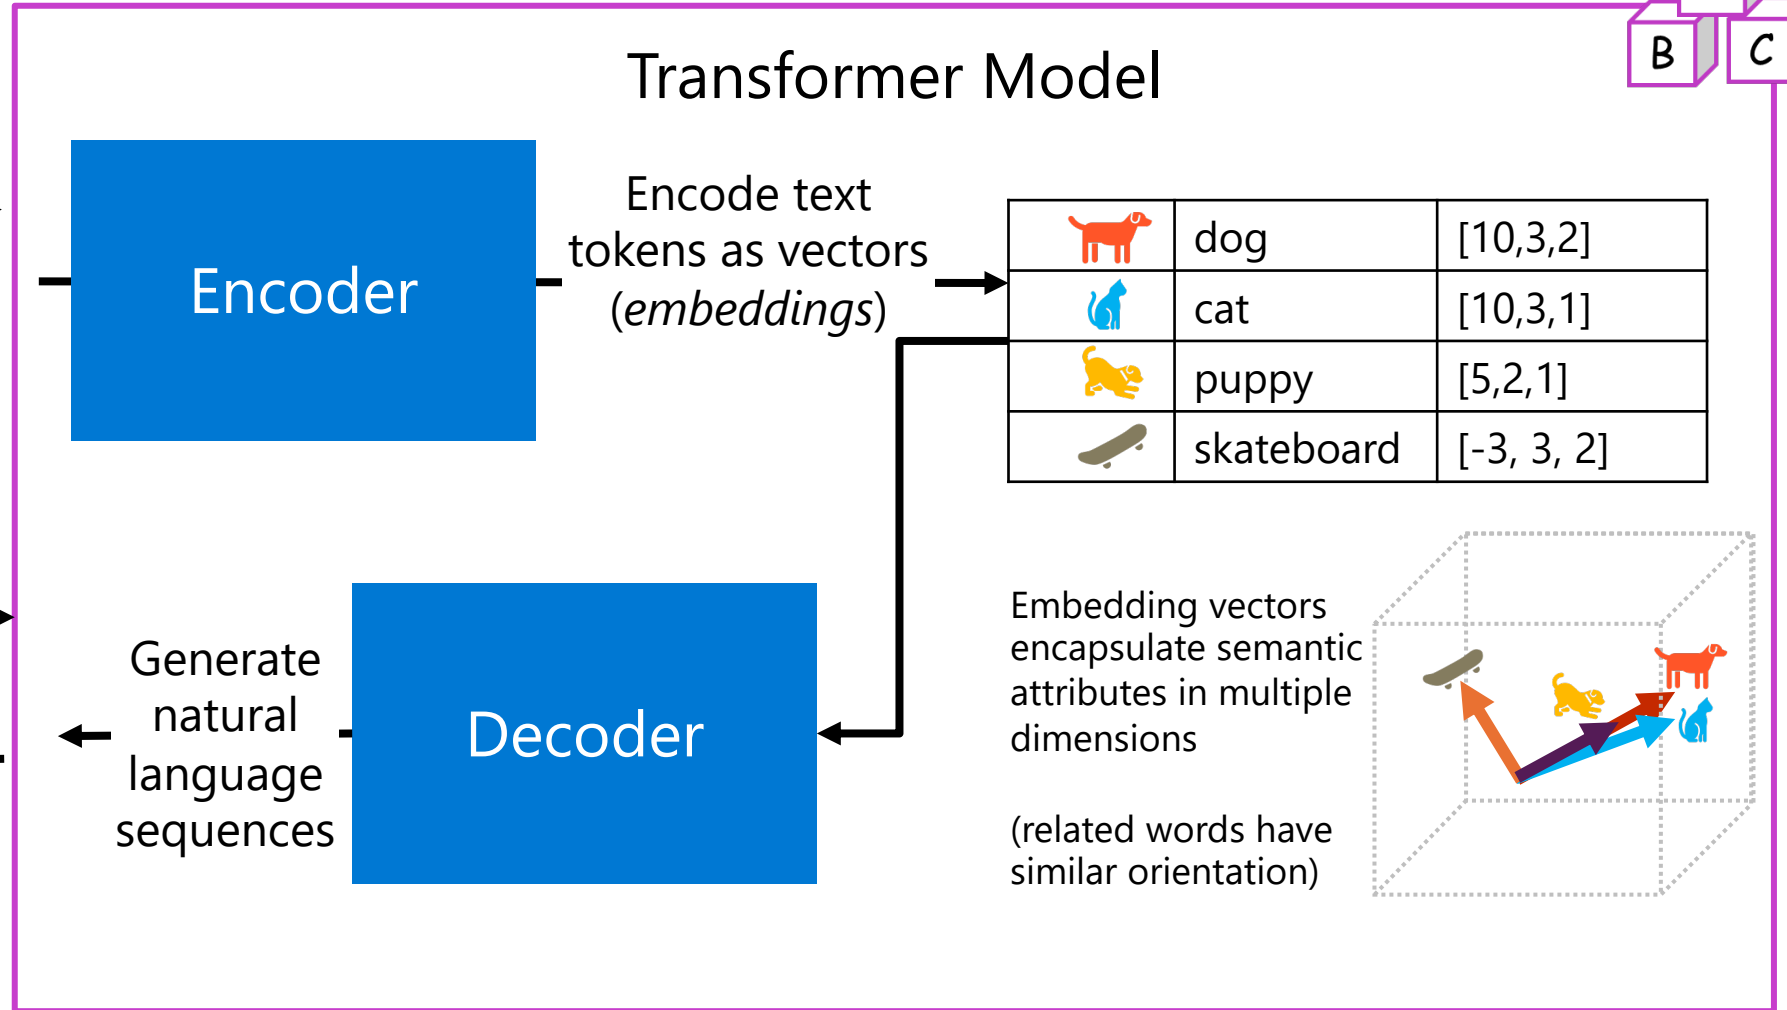 B
C
Transformer Model
Encoder
Encode text
tokens as vectors
(embeddings)
dog [10,3,2]
cat [10,3,1]
puppy [5,2,1]
skateboard [-3, 3, 2]
Generate
natural
language
sequences
Decoder
Embedding vectors
encapsulate semantic
attributes in multiple
dimensions
(related words have
similar orientation)